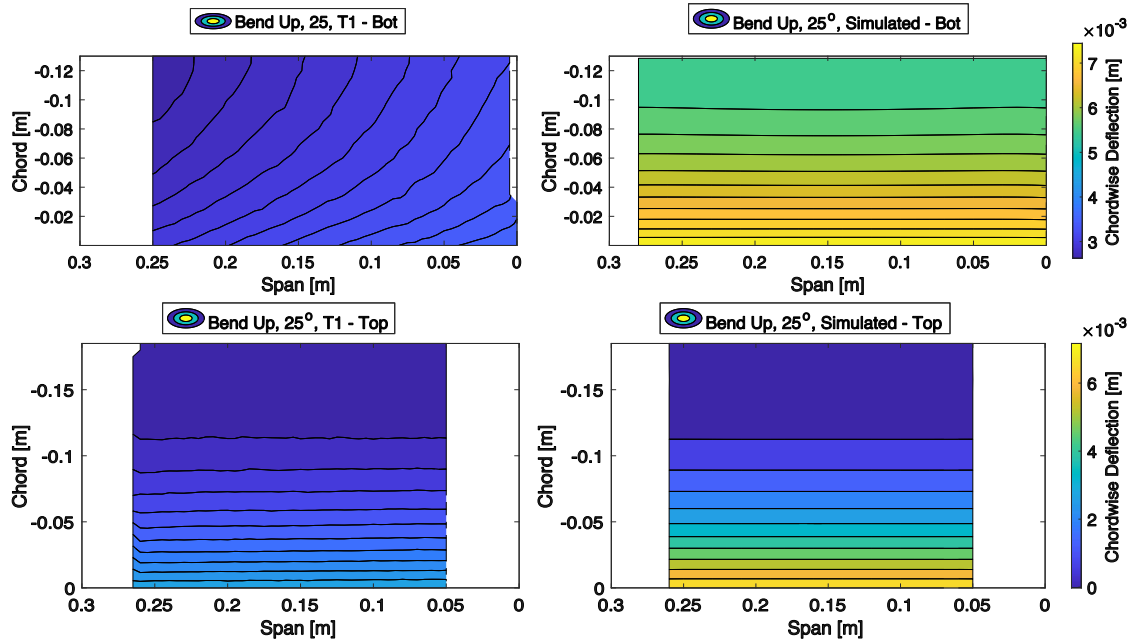 Bend Up, 25, T1 - Bot
Bend Up, 25°, Simulated - Bot
×10⁻³
-0.12
-0.1
-0.08
-0.06
-0.04
-0.02
Chord [m]
0.3 0.25 0.2 0.15 0.1 0.05 0
Span [m]
-0.12
-0.1
-0.08
-0.06
-0.04
-0.02
Chord [m]
0.3 0.25 0.2 0.15 0.1 0.05 0
Span [m]
7
6
5
4
3
Chordwise Deflection [m]
Bend Up, 25°, T1 - Top
Bend Up, 25°, Simulated - Top
×10⁻³
-0.15
-0.1
-0.05
0
Chord [m]
0.3 0.25 0.2 0.15 0.1 0.05 0
Span [m]
-0.15
-0.1
-0.05
0
Chord [m]
0.3 0.25 0.2 0.15 0.1 0.05 0
Span [m]
6
4
2
0
Chordwise Deflection [m]